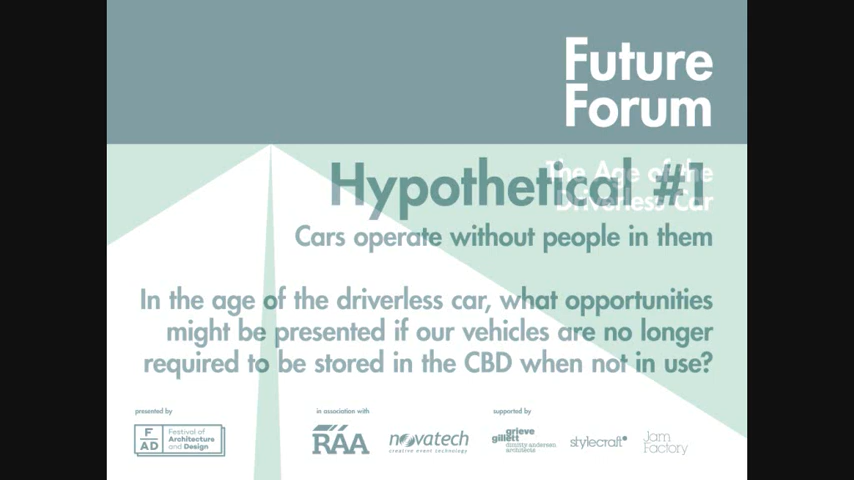 Future
Forum
The Age of the
Driverless Car
Hypothetical #1
Cars operate without people in them
In the age of the driverless car, what opportunities
might be presented if our vehicles are no longer
required to be stored in the CBD when not in use?
presented by
in association with
supported by
F
AD
Festival of
Architecture
and Design
RAA
novatech
creative event technology
grieve
gillett
dimitty andersen
architects
stylecraft
Jam
Factory